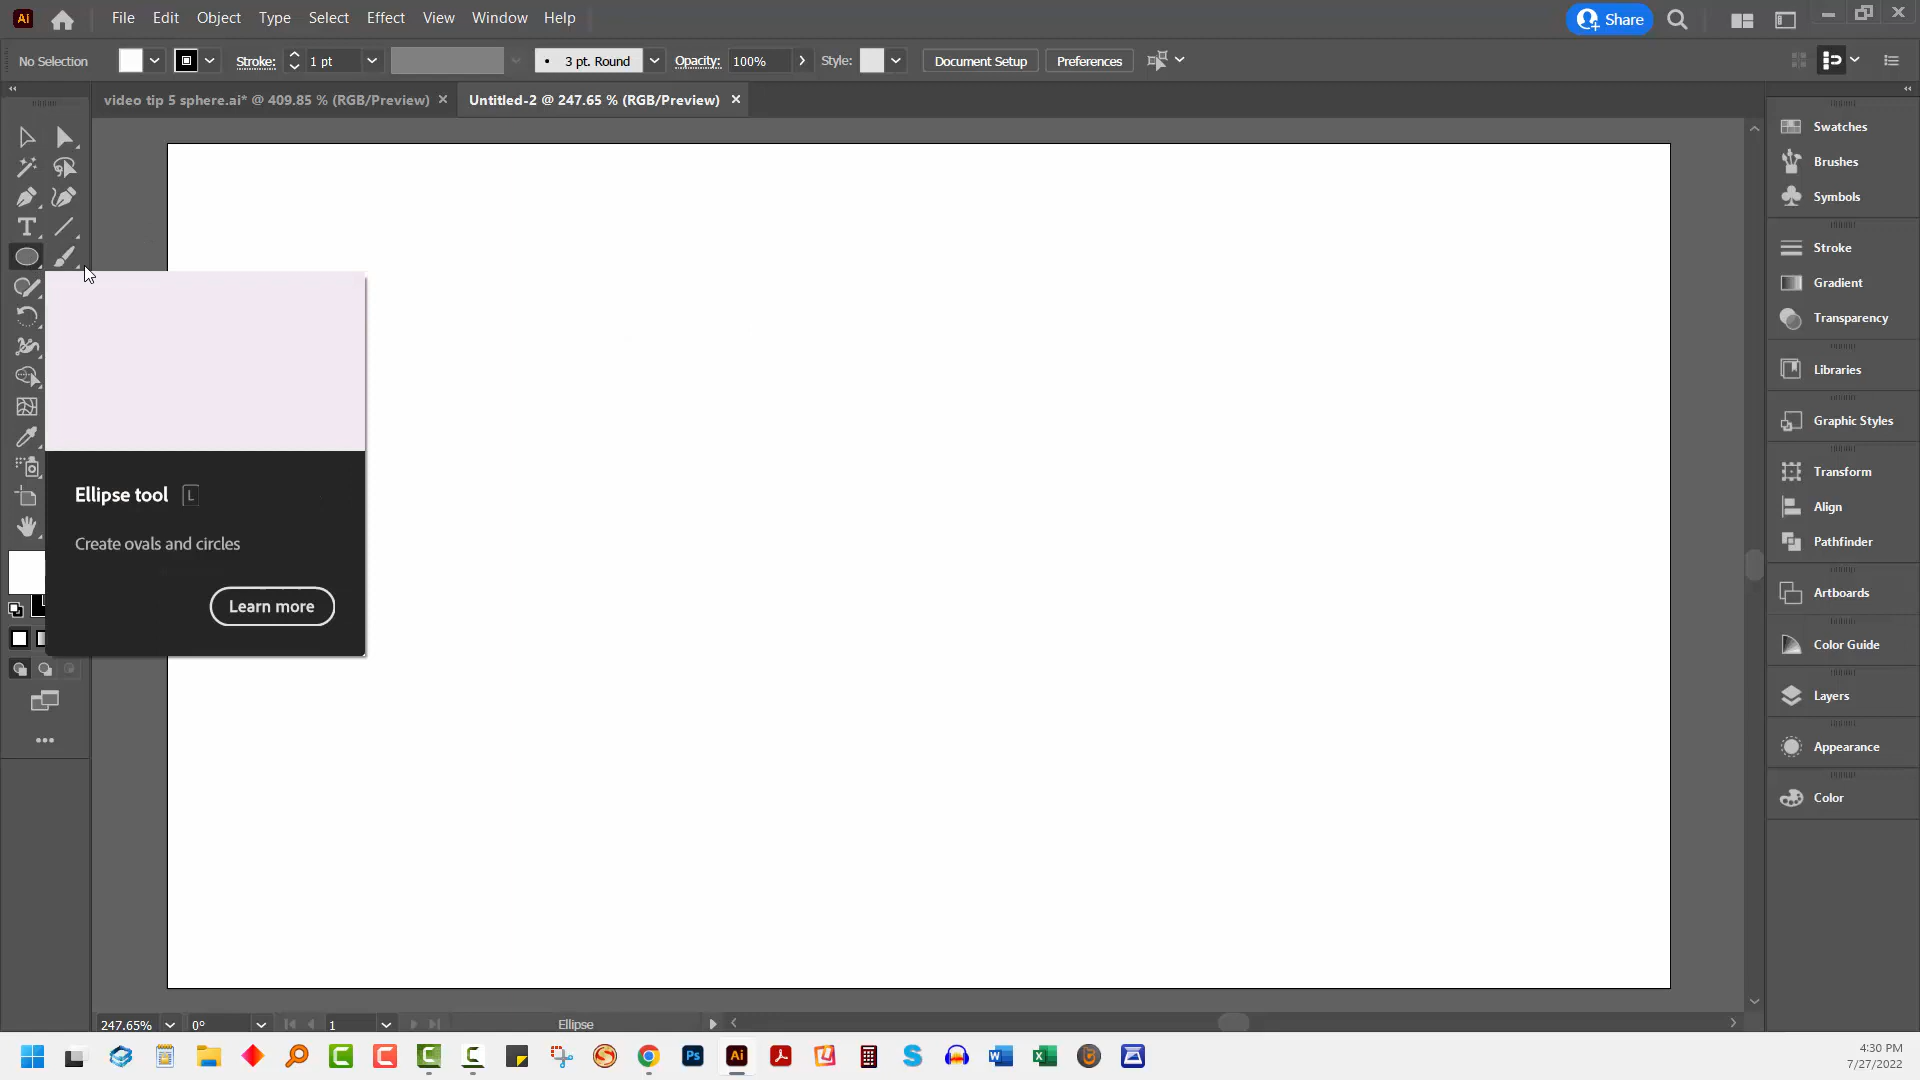 Ai File Edit Object Type Select Effect View Window Help Share
No Selection Stroke: 1 pt 3 pt. Round Opacity: 100% Style: Document Setup Preferences
video tip 5 sphere.ai* @ 409.85 % (RGB/Preview) Untitled-2 @ 247.65 % (RGB/Preview)
Swatches
Brushes
Symbols
Stroke
Gradient
Transparency
Libraries
Graphic Styles
Transform
Align
Pathfinder
Artboards
Color Guide
Layers
Appearance
Color
Ellipse tool L
Create ovals and circles
Learn more
247.65% 0° 1 Ellipse
Ps Ai
4:30 PM
7/27/2022